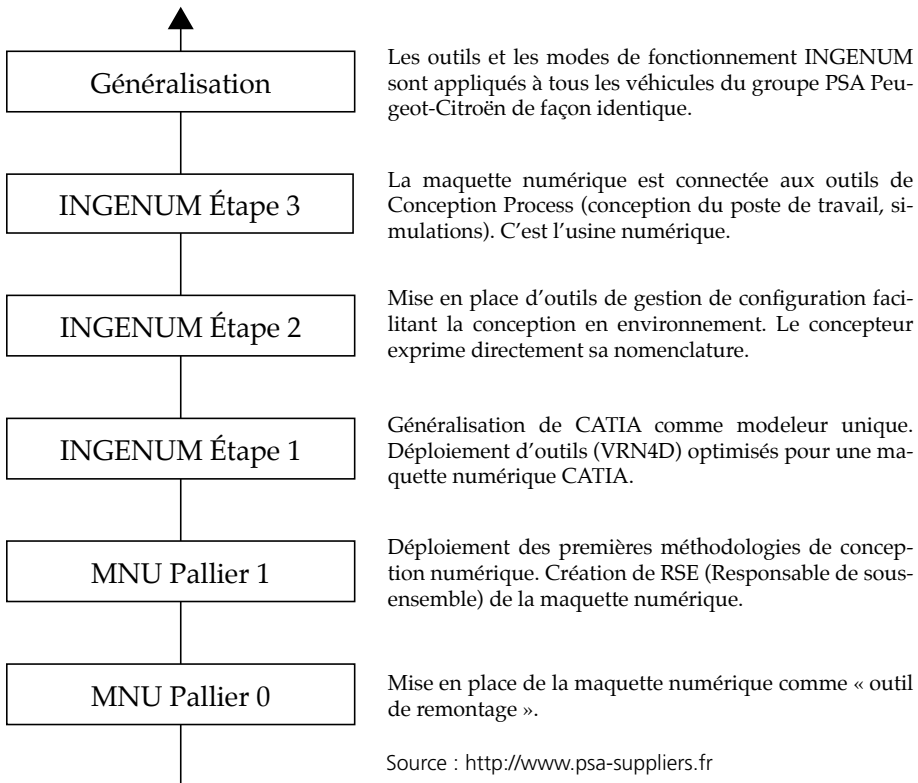 Généralisation
Les outils et les modes de fonctionnement INGENUM
sont appliqués à tous les véhicules du groupe PSA Peu-
geot-Citroën de façon identique.
INGENUM Étape 3
La maquette numérique est connectée aux outils de
Conception Process (conception du poste de travail, si-
mulations). C’est l’usine numérique.
INGENUM Étape 2
Mise en place d’outils de gestion de configuration faci-
litant la conception en environnement. Le concepteur
exprime directement sa nomenclature.
INGENUM Étape 1
Généralisation de CATIA comme modeleur unique.
Déploiement d’outils (VRN4D) optimisés pour une ma-
quette numérique CATIA.
MNU Pallier 1
Déploiement des premières méthodologies de concep-
tion numérique. Création de RSE (Responsable de sous-
ensemble) de la maquette numérique.
MNU Pallier 0
Mise en place de la maquette numérique comme « outil
de remontage ».
Source : http://www.psa-suppliers.fr